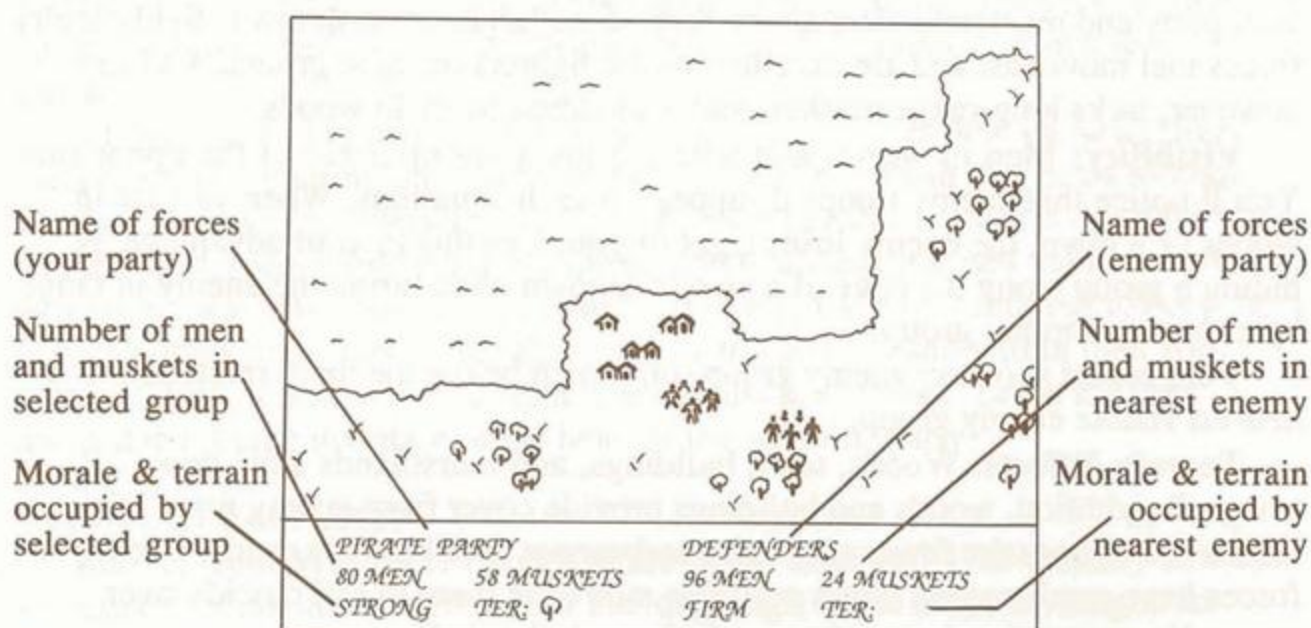 Name of forces
(your party)
Number of men
and muskets in
selected group
Morale & terrain
occupied by
selected group
PIRATE PARTY
80 MEN 58 MUSKETS
STRONG TER:
DEFENDERS
96 MEN 24 MUSKETS
FIRM TER:
Name of forces
(enemy party)
Number of men
and muskets in
nearest enemy
Morale & terrain
occupied by
nearest enemy